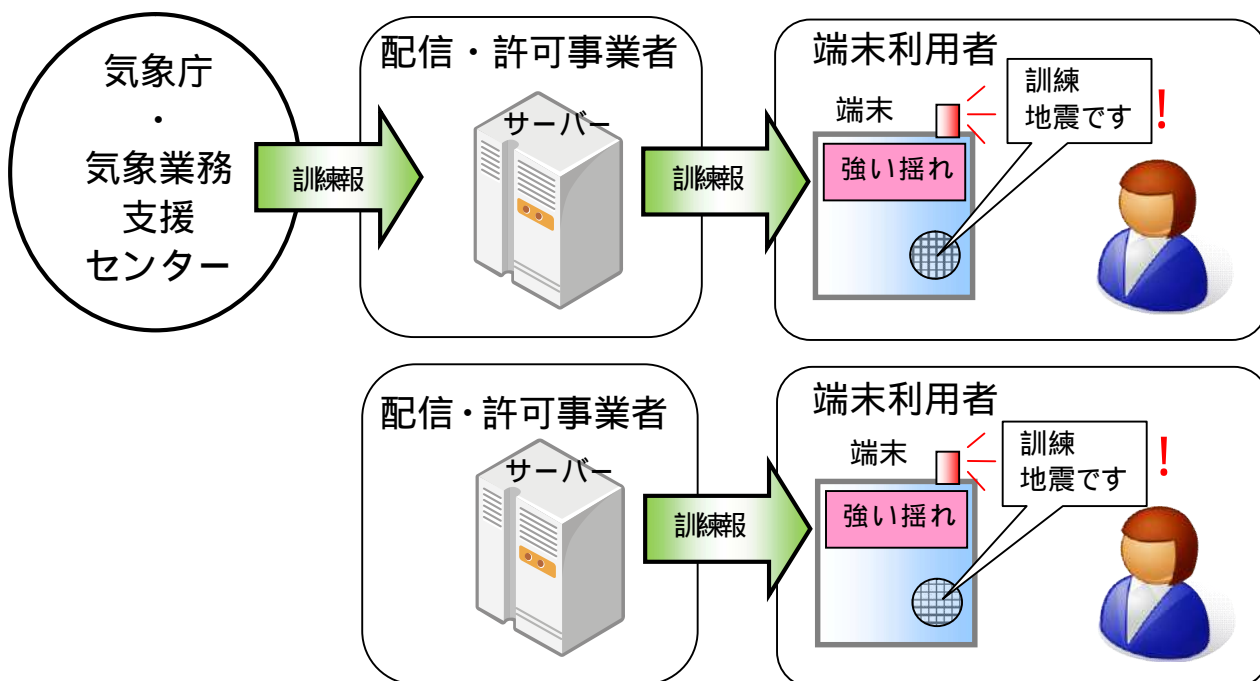 気象庁
・
気象業務
支援
センター
訓練報
配信・許可事業者
サーバー
訓練報
端末利用者
端末
訓練
地震です
!
強い揺れ
配信・許可事業者
サーバー
訓練報
端末利用者
端末
訓練
地震です
!
強い揺れ